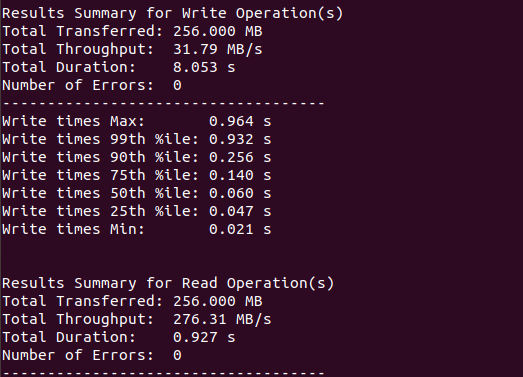 Results Summary for Write Operation(s)
Total Transferred: 256.000 MB
Total Throughput:  31.79 MB/s
Total Duration:    8.053 s
Number of Errors:  0
------------------------------------
Write times Max:       0.964 s
Write times 99th %ile: 0.932 s
Write times 90th %ile: 0.256 s
Write times 75th %ile: 0.140 s
Write times 50th %ile: 0.060 s
Write times 25th %ile: 0.047 s
Write times Min:       0.021 s
Results Summary for Read Operation(s)
Total Transferred: 256.000 MB
Total Throughput:  276.31 MB/s
Total Duration:    0.927 s
Number of Errors:  0
------------------------------------